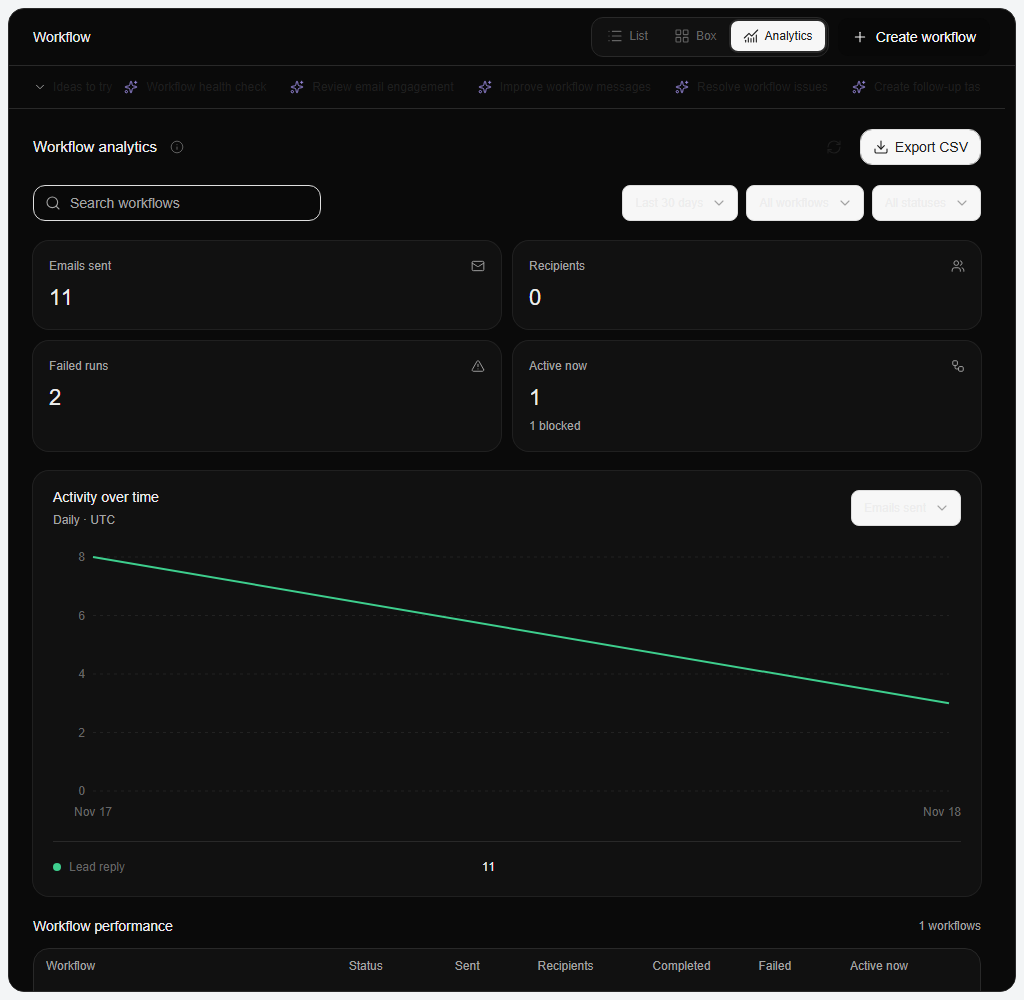 Workflow
List
Box
Analytics
Create workflow
Ideas to try
Workflow health check
Review email engagement
Improve workflow messages
Resolve workflow issues
Create follow-up tas
Workflow analytics
Export CSV
Search workflows
Last 30 days
All workflows
All statuses
Emails sent
11
Recipients
0
Failed runs
2
Active now
1
1 blocked
Activity over time
Daily · UTC
Emails sent
8
6
4
2
0
Nov 17
Nov 18
Lead reply
11
Workflow performance
1 workflows
Workflow
Status
Sent
Recipients
Completed
Failed
Active now